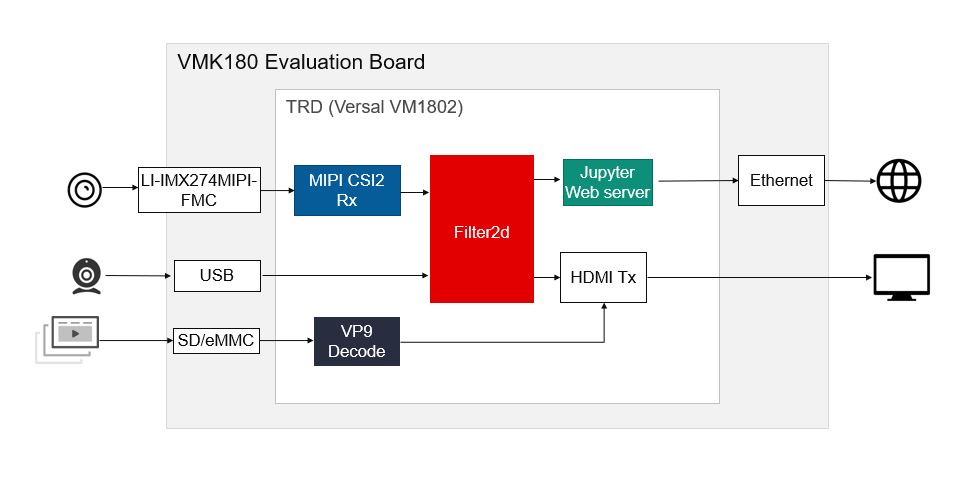 VMK180 Evaluation Board
TRD (Versal VM1802)
LI-IMX274MIPI-
FMC
MIPI CSI2
Rx
Filter2d
Jupyter
Web server
Ethernet
USB
HDMI Tx
SD/eMMC
VP9
Decode